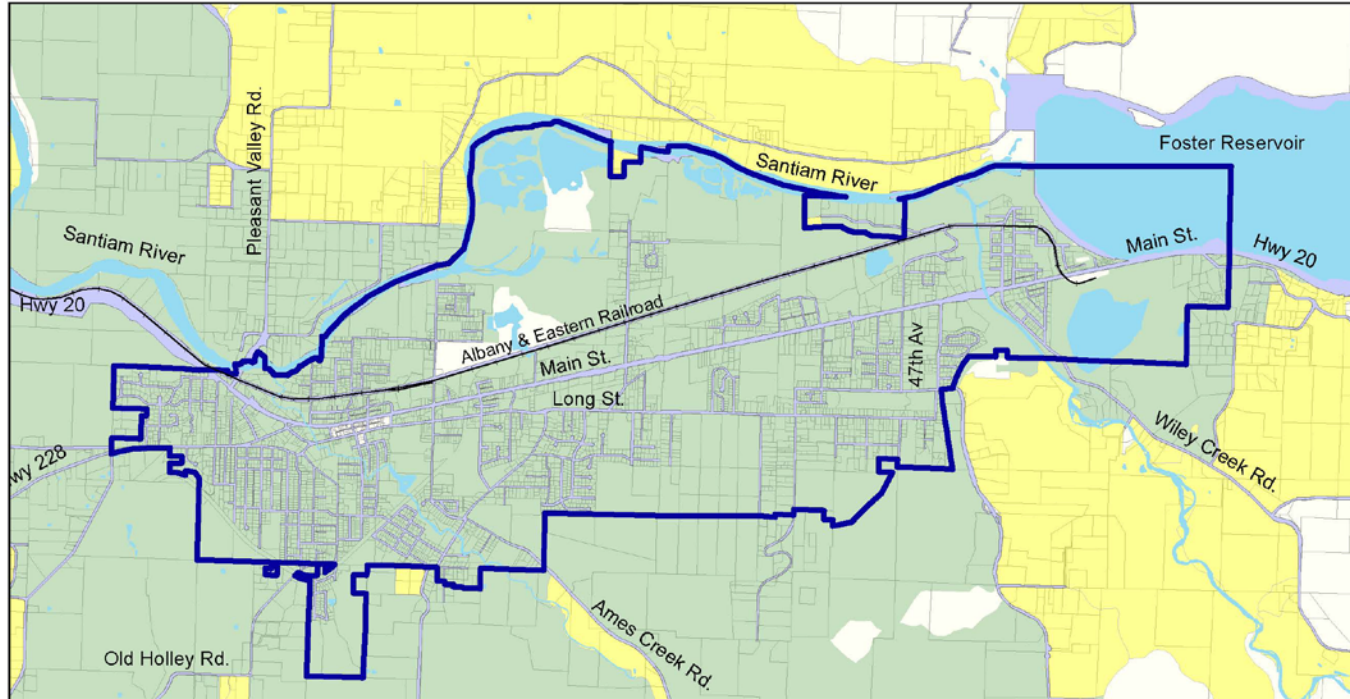 Foster Reservoir
Pleasant Valley Rd.
Santiam River
Santiam River
Main St.
Hwy 20
Hwy 20
Albany & Eastern Railroad
Main St.
47th Av
Long St.
Wiley Creek Rd.
wy 228
Ames Creek Rd.
Old Holley Rd.